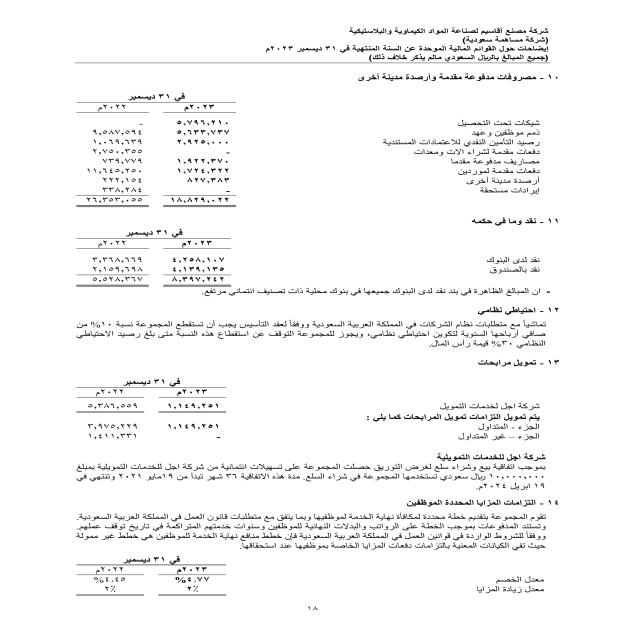 شركة مصنع أقاسيم لصناعة المواد الكيماوية والبلاستيكية
(شركة مساهمة سعودية)
إيضاحات حول القوائم المالية الموحدة عن السنة المنتهية في ٣١ ديسمبر ٢٠٢٣م
(جميع المبالغ بالريال السعودي مالم يذكر خلاف ذلك)
١٠ - مصروفات مدفوعة مقدمة وأرصدة مدينة أخرى
في ٣١ ديسمبر
٢٠٢٣م ٢٠٢٢م
شيكات تحت التحصيل ٥,٧٩٦,٢١٠ -
ذمم موظفين وعهد ٥,٦٣٣,٧٣٧ ٩,٥٨٧,٥٩٤
رصيد التأمين النقدي للاعتمادات المستندية ٢,٩٢٥,٠٠٠ ١,٠٦٩,٦٣٩
دفعات مقدمة لشراء آلات ومعدات - ٢,٧٥٠,٣٥٥
مصاريف مدفوعة مقدما ١,٩٢٢,٣٧٠ ٧٣٩,٧٧٩
دفعات مقدمة لموردين ١,٧٢٤,٣٢٢ ١١,٦٤٥,٢٥٠
أرصدة مدينة أخرى ٨٢٧,٣٨٣ ٢٢٢,١٥٤
إيرادات مستحقة - ٣٣٨,٢٨٤
١٨,٨٢٩,٠٢٢ ٢٦,٣٥٣,٠٥٥
١١ - نقد وما في حكمه
في ٣١ ديسمبر
٢٠٢٣م ٢٠٢٢م
نقد لدى البنوك ٤,٢٥٨,١٠٧ ٣,٣٦٨,٦٦٩
نقد بالصندوق ٤,١٣٩,١٣٥ ٢,١٥٩,٦٩٨
٨,٣٩٧,٢٤٢ ٥,٥٢٨,٣٦٧
- ان المبالغ الظاهرة في بند نقد لدى البنوك جميعها في بنوك محلية ذات تصنيف ائتماني مرتفع.
١٢ - احتياطي نظامي
تماشياً مع متطلبات نظام الشركات في المملكة العربية السعودية ووفقاً لعقد التأسيس يجب أن تستقطع المجموعة نسبة ١٠% من
صافي أرباحها السنوية لتكوين احتياطي نظامي، ويجوز للمجموعة التوقف عن استقطاع هذه النسبة متى بلغ رصيد الاحتياطي
النظامي ٣٠% قيمة رأس المال.
١٣ - تمويل مرابحات
في ٣١ ديسمبر
٢٠٢٣م ٢٠٢٢م
شركة اجل لخدمات التمويل ١,١٤٩,٢٥١ ٥,٣٨٦,٥٥٩
يتم تمويل التزامات تمويل المرابحات كما يلي :
الجزء - المتداول ١,١٤٩,٢٥١ ٣,٩٧٥,٢٢٩
الجزء – غير المتداول - ١,٤١١,٣٣١
شركة اجل للخدمات التمويلية
بموجب اتفاقية بيع وشراء سلع لغرض التوريق حصلت المجموعة على تسهيلات ائتمانية من شركة اجل للخدمات التمويلية بمبلغ
١٠,٠٠٠,٠٠٠ ريال سعودي تستخدمها المجموعة في شراء السلع. مدة هذه الاتفاقية ٣٦ شهر تبدأ من ١٩مايو ٢٠٢١ وتنتهي في
١٩ ابريل ٢٠٢٤م.
١٤ - التزامات المزايا المحددة الموظفين
تقوم المجموعة بتقديم خطة محددة لمكافأة نهاية الخدمة لموظفيها وبما يتفق مع متطلبات قانون العمل في المملكة العربية السعودية.
وتستند المدفوعات بموجب الخطة على الرواتب والبدلات النهائية للموظفين وسنوات خدمتهم المتراكمة في تاريخ توقف عملهم.
ووفقاً للشروط الواردة في قوانين العمل في المملكة العربية السعودية فإن خطط منافع نهاية الخدمة للموظفين هي خطط غير ممولة
حيث تفي الكيانات المعنية بالتزامات دفعات المزايا الخاصة بموظفيها عند استحقاقها.
في ٣١ ديسمبر
٢٠٢٣م ٢٠٢٢م
معدل الخصم ٤.٧٧% ٤.٤٥%
معدل زيادة المزايا ٢% ٢%
١٨